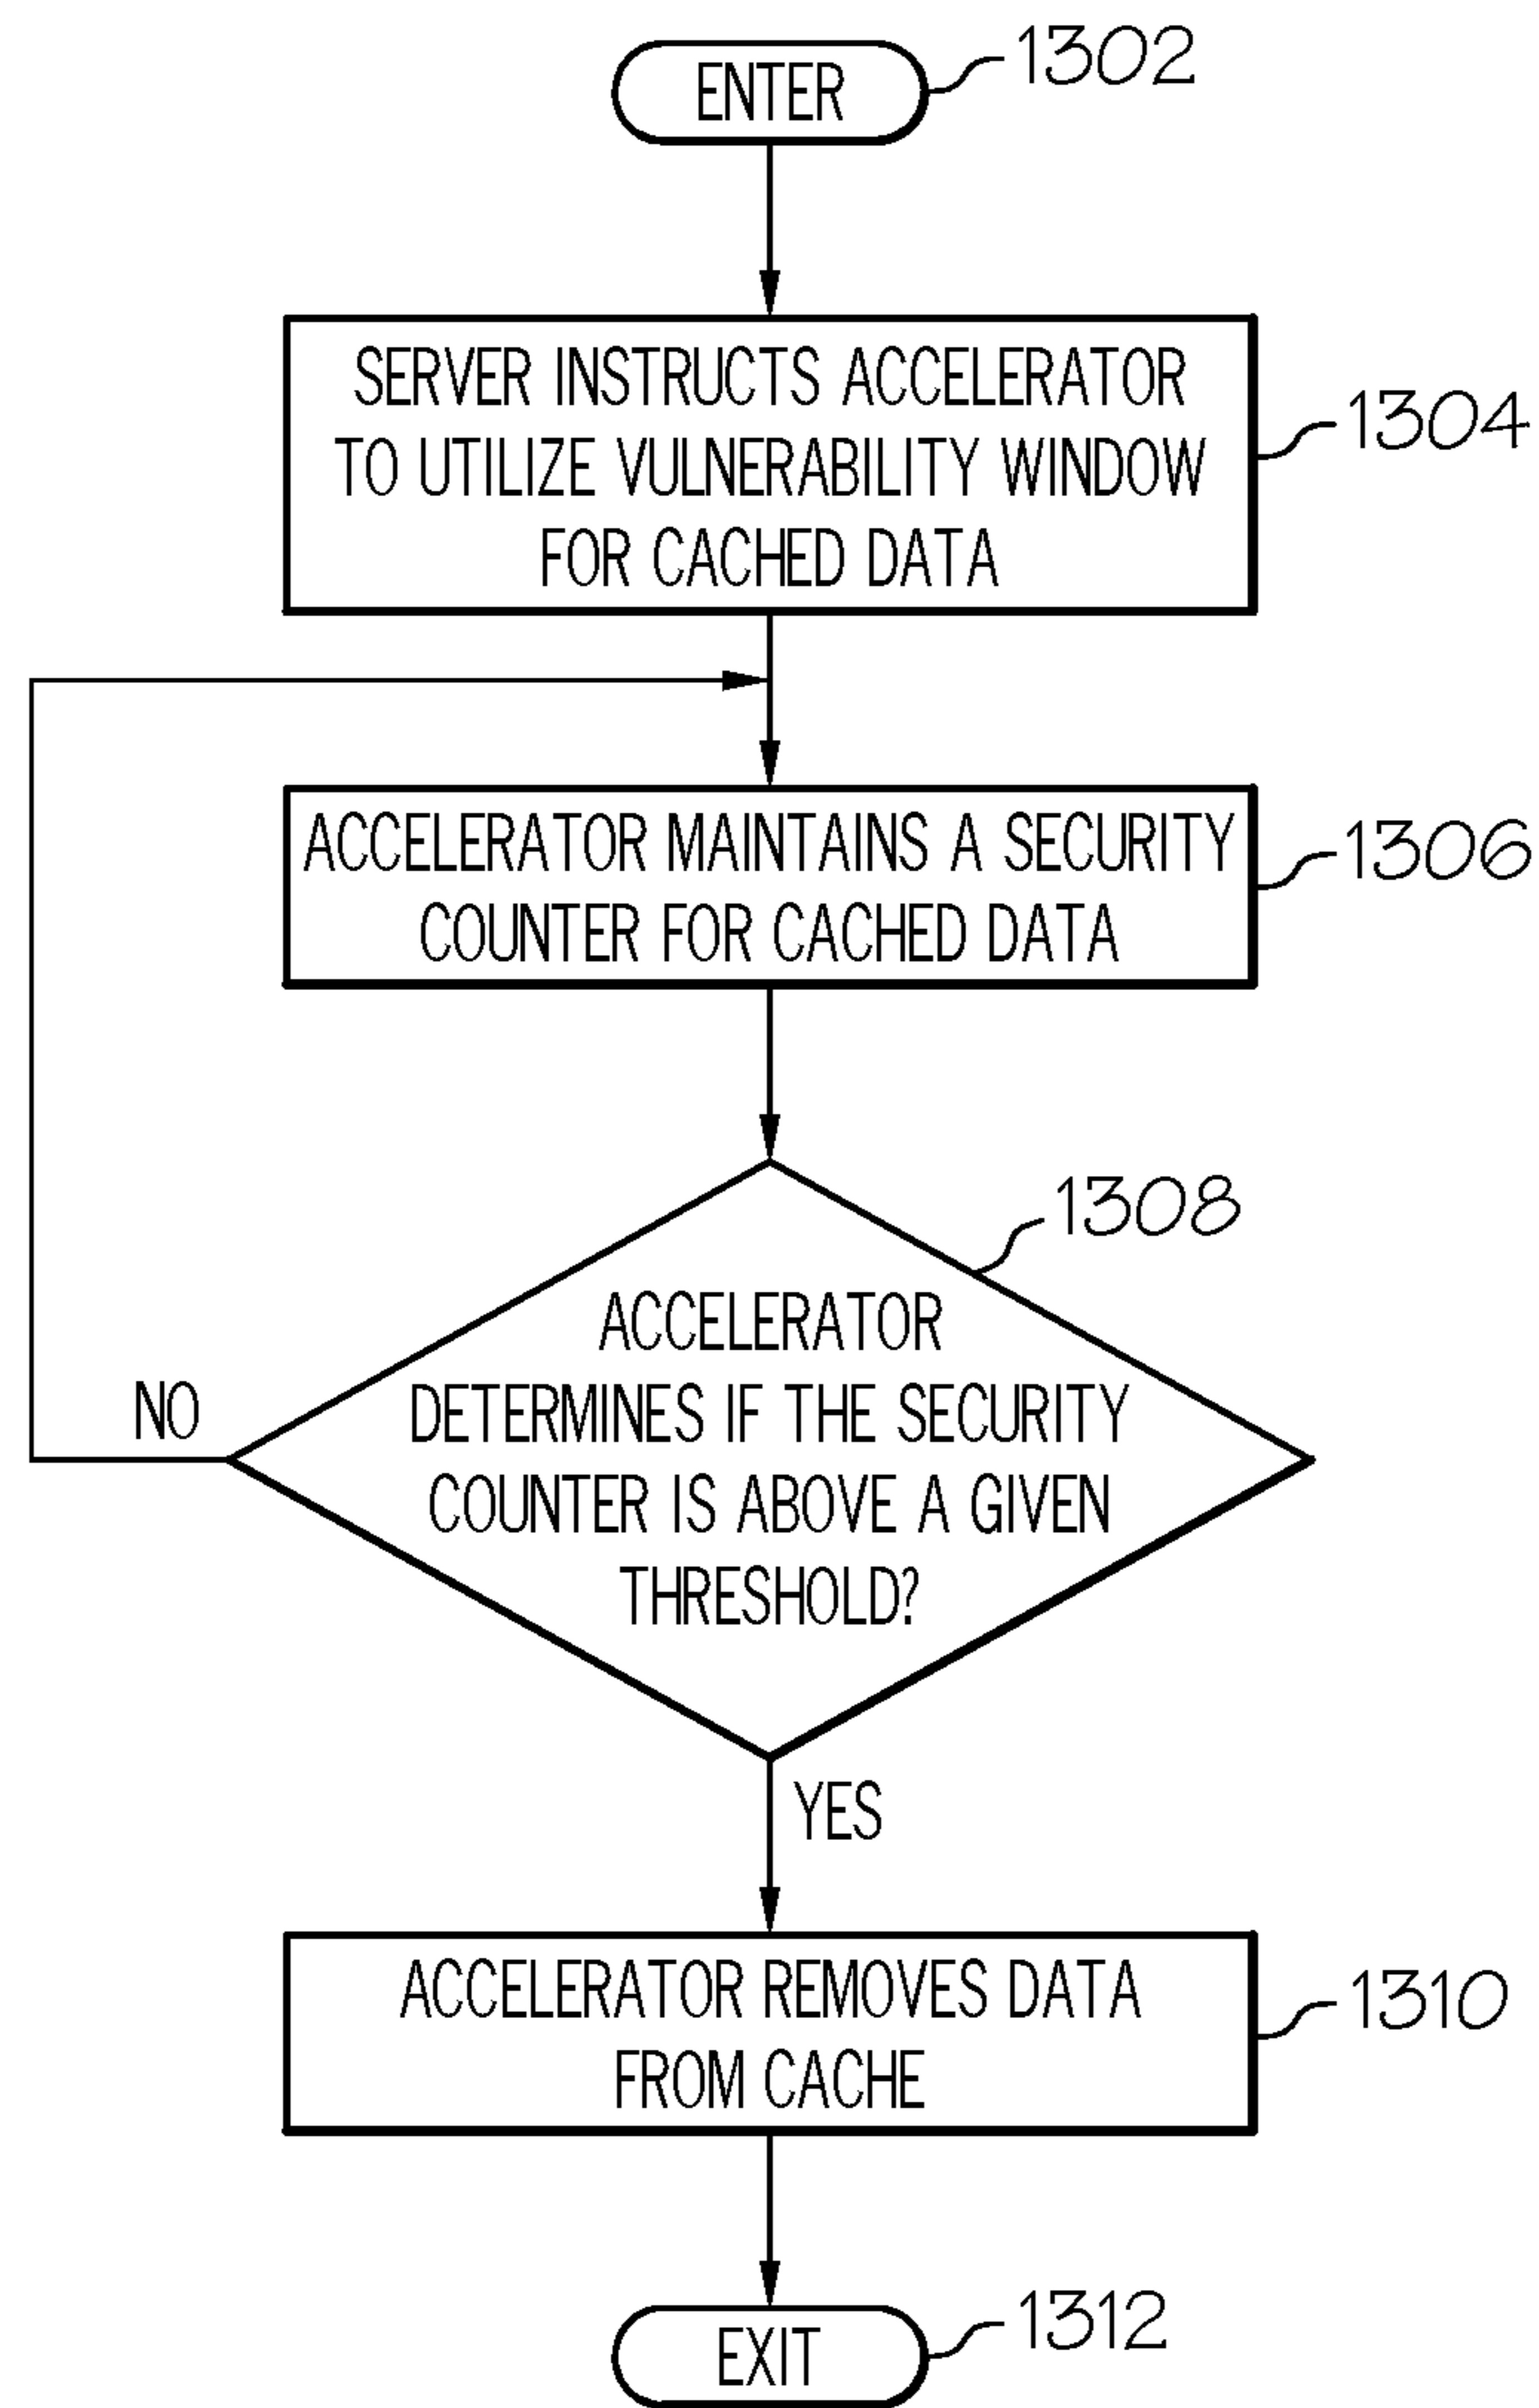 ENTER
1302
SERVER INSTRUCTS ACCELERATOR
TO UTILIZE VULNERABILITY WINDOW
FOR CACHED DATA
1304
ACCELERATOR MAINTAINS A SECURITY
COUNTER FOR CACHED DATA
1306
1308
ACCELERATOR
DETERMINES IF THE SECURITY
COUNTER IS ABOVE A GIVEN
THRESHOLD?
NO
YES
ACCELERATOR REMOVES DATA
FROM CACHE
1310
EXIT
1312